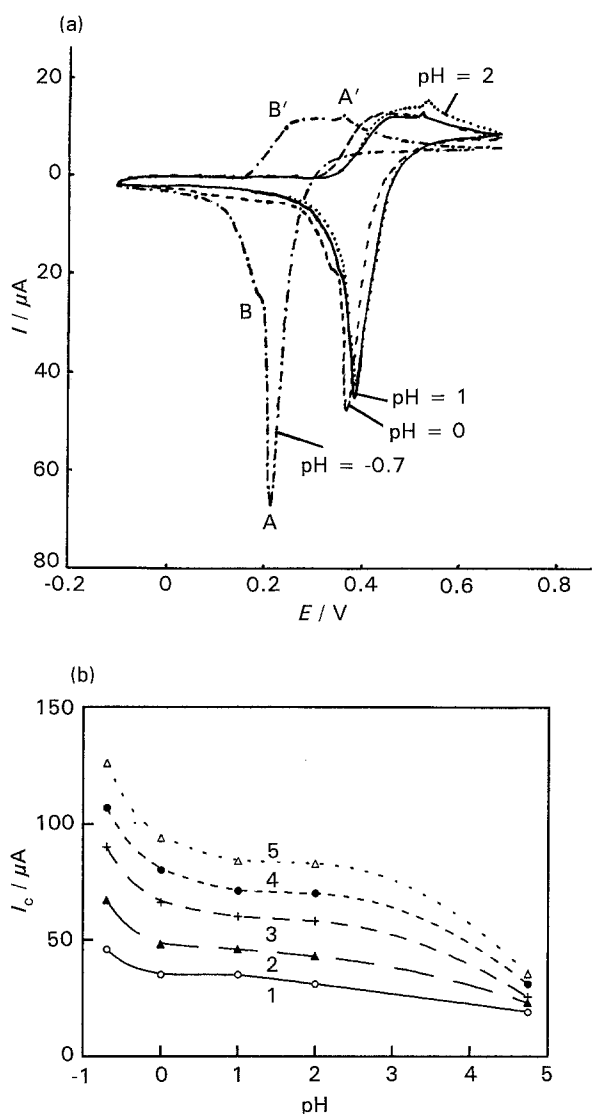 (a)
20
0
20
40
60
80
I / μA
B′
A′
pH = 2
B
pH = 1
pH = 0
pH = -0.7
A
-0.2
0
0.2
0.4
0.6
0.8
E / V
(b)
150
100
50
0
I_c / μA
5
4
3
2
1
-1
0
1
2
3
4
5
pH